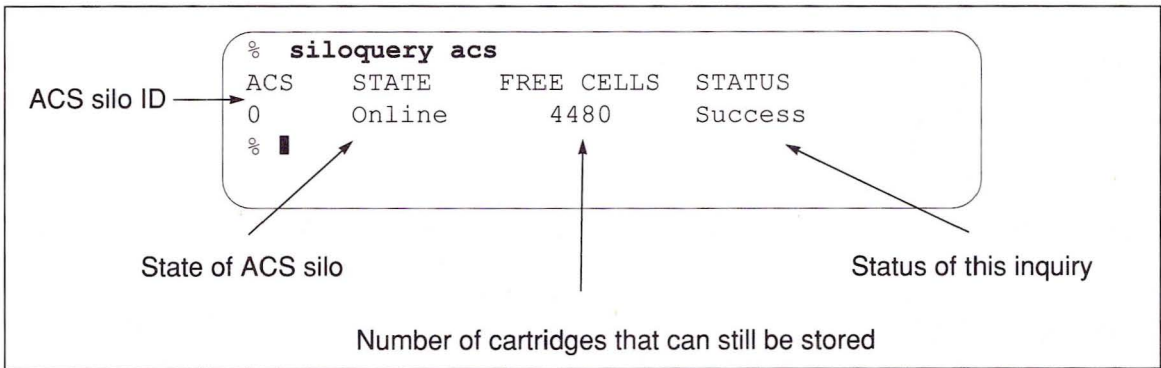 % siloquery acs
ACS STATE FREE CELLS STATUS
ACS silo ID
0 Online 4480 Success
%
State of ACS silo
Status of this inquiry
Number of cartridges that can still be stored